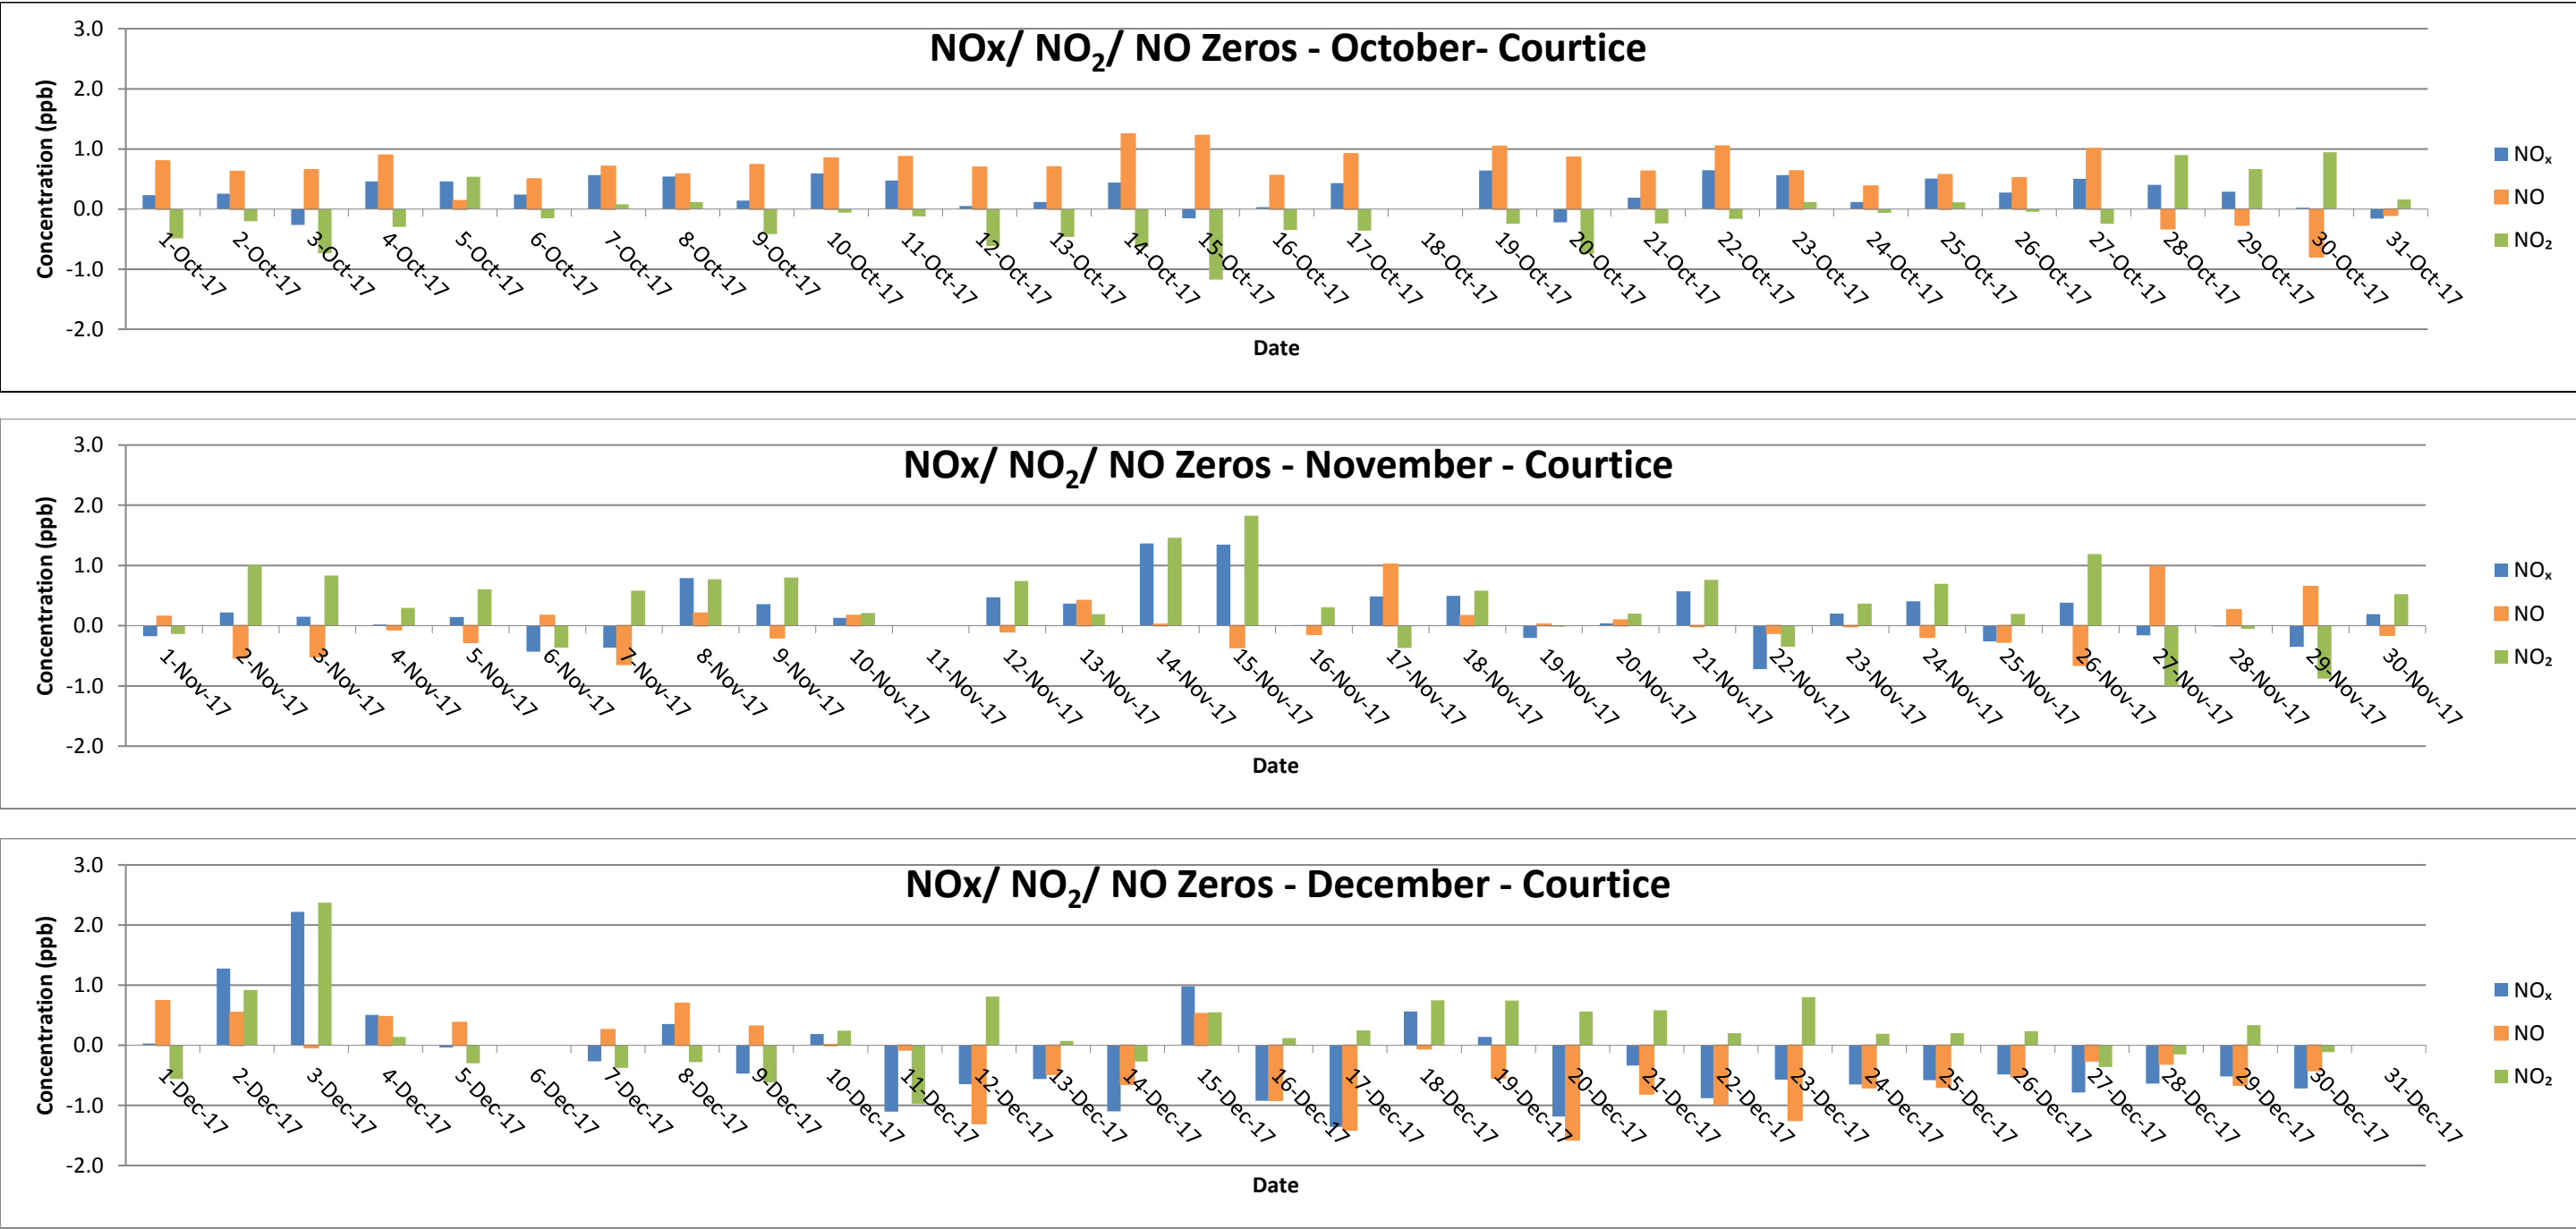 NOx/ NO₂/ NO Zeros - October- Courtice
Concentration (ppb)
3.0
2.0
1.0
0.0
-1.0
-2.0
1-Oct-17
2-Oct-17
3-Oct-17
4-Oct-17
5-Oct-17
6-Oct-17
7-Oct-17
8-Oct-17
9-Oct-17
10-Oct-17
11-Oct-17
12-Oct-17
13-Oct-17
14-Oct-17
15-Oct-17
16-Oct-17
17-Oct-17
18-Oct-17
19-Oct-17
20-Oct-17
21-Oct-17
22-Oct-17
23-Oct-17
24-Oct-17
25-Oct-17
26-Oct-17
27-Oct-17
28-Oct-17
29-Oct-17
30-Oct-17
31-Oct-17
Date
NOₓ
NO
NO₂
NOx/ NO₂/ NO Zeros - November - Courtice
Concentration (ppb)
3.0
2.0
1.0
0.0
-1.0
-2.0
1-Nov-17
2-Nov-17
3-Nov-17
4-Nov-17
5-Nov-17
6-Nov-17
7-Nov-17
8-Nov-17
9-Nov-17
10-Nov-17
11-Nov-17
12-Nov-17
13-Nov-17
14-Nov-17
15-Nov-17
16-Nov-17
17-Nov-17
18-Nov-17
19-Nov-17
20-Nov-17
21-Nov-17
22-Nov-17
23-Nov-17
24-Nov-17
25-Nov-17
26-Nov-17
27-Nov-17
28-Nov-17
29-Nov-17
30-Nov-17
Date
NOₓ
NO
NO₂
NOx/ NO₂/ NO Zeros - December - Courtice
Concentration (ppb)
3.0
2.0
1.0
0.0
-1.0
-2.0
1-Dec-17
2-Dec-17
3-Dec-17
4-Dec-17
5-Dec-17
6-Dec-17
7-Dec-17
8-Dec-17
9-Dec-17
10-Dec-17
11-Dec-17
12-Dec-17
13-Dec-17
14-Dec-17
15-Dec-17
16-Dec-17
17-Dec-17
18-Dec-17
19-Dec-17
20-Dec-17
21-Dec-17
22-Dec-17
23-Dec-17
24-Dec-17
25-Dec-17
26-Dec-17
27-Dec-17
28-Dec-17
29-Dec-17
30-Dec-17
31-Dec-17
Date
NOₓ
NO
NO₂